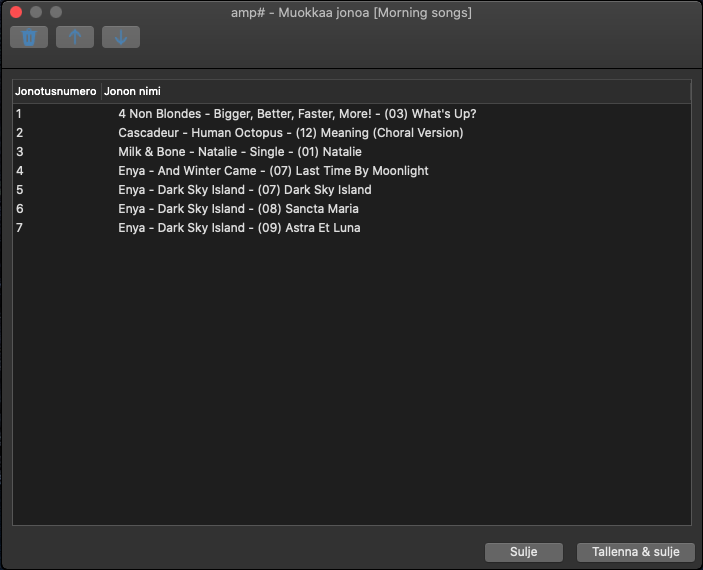 amp# - Muokkaa jonoa [Morning songs]
Jonotusnumero Jonon nimi
1 4 Non Blondes - Bigger, Better, Faster, More! - (03) What's Up?
2 Cascadeur - Human Octopus - (12) Meaning (Choral Version)
3 Milk & Bone - Natalie - Single - (01) Natalie
4 Enya - And Winter Came - (07) Last Time By Moonlight
5 Enya - Dark Sky Island - (07) Dark Sky Island
6 Enya - Dark Sky Island - (08) Sancta Maria
7 Enya - Dark Sky Island - (09) Astra Et Luna
Sulje Tallenna & sulje